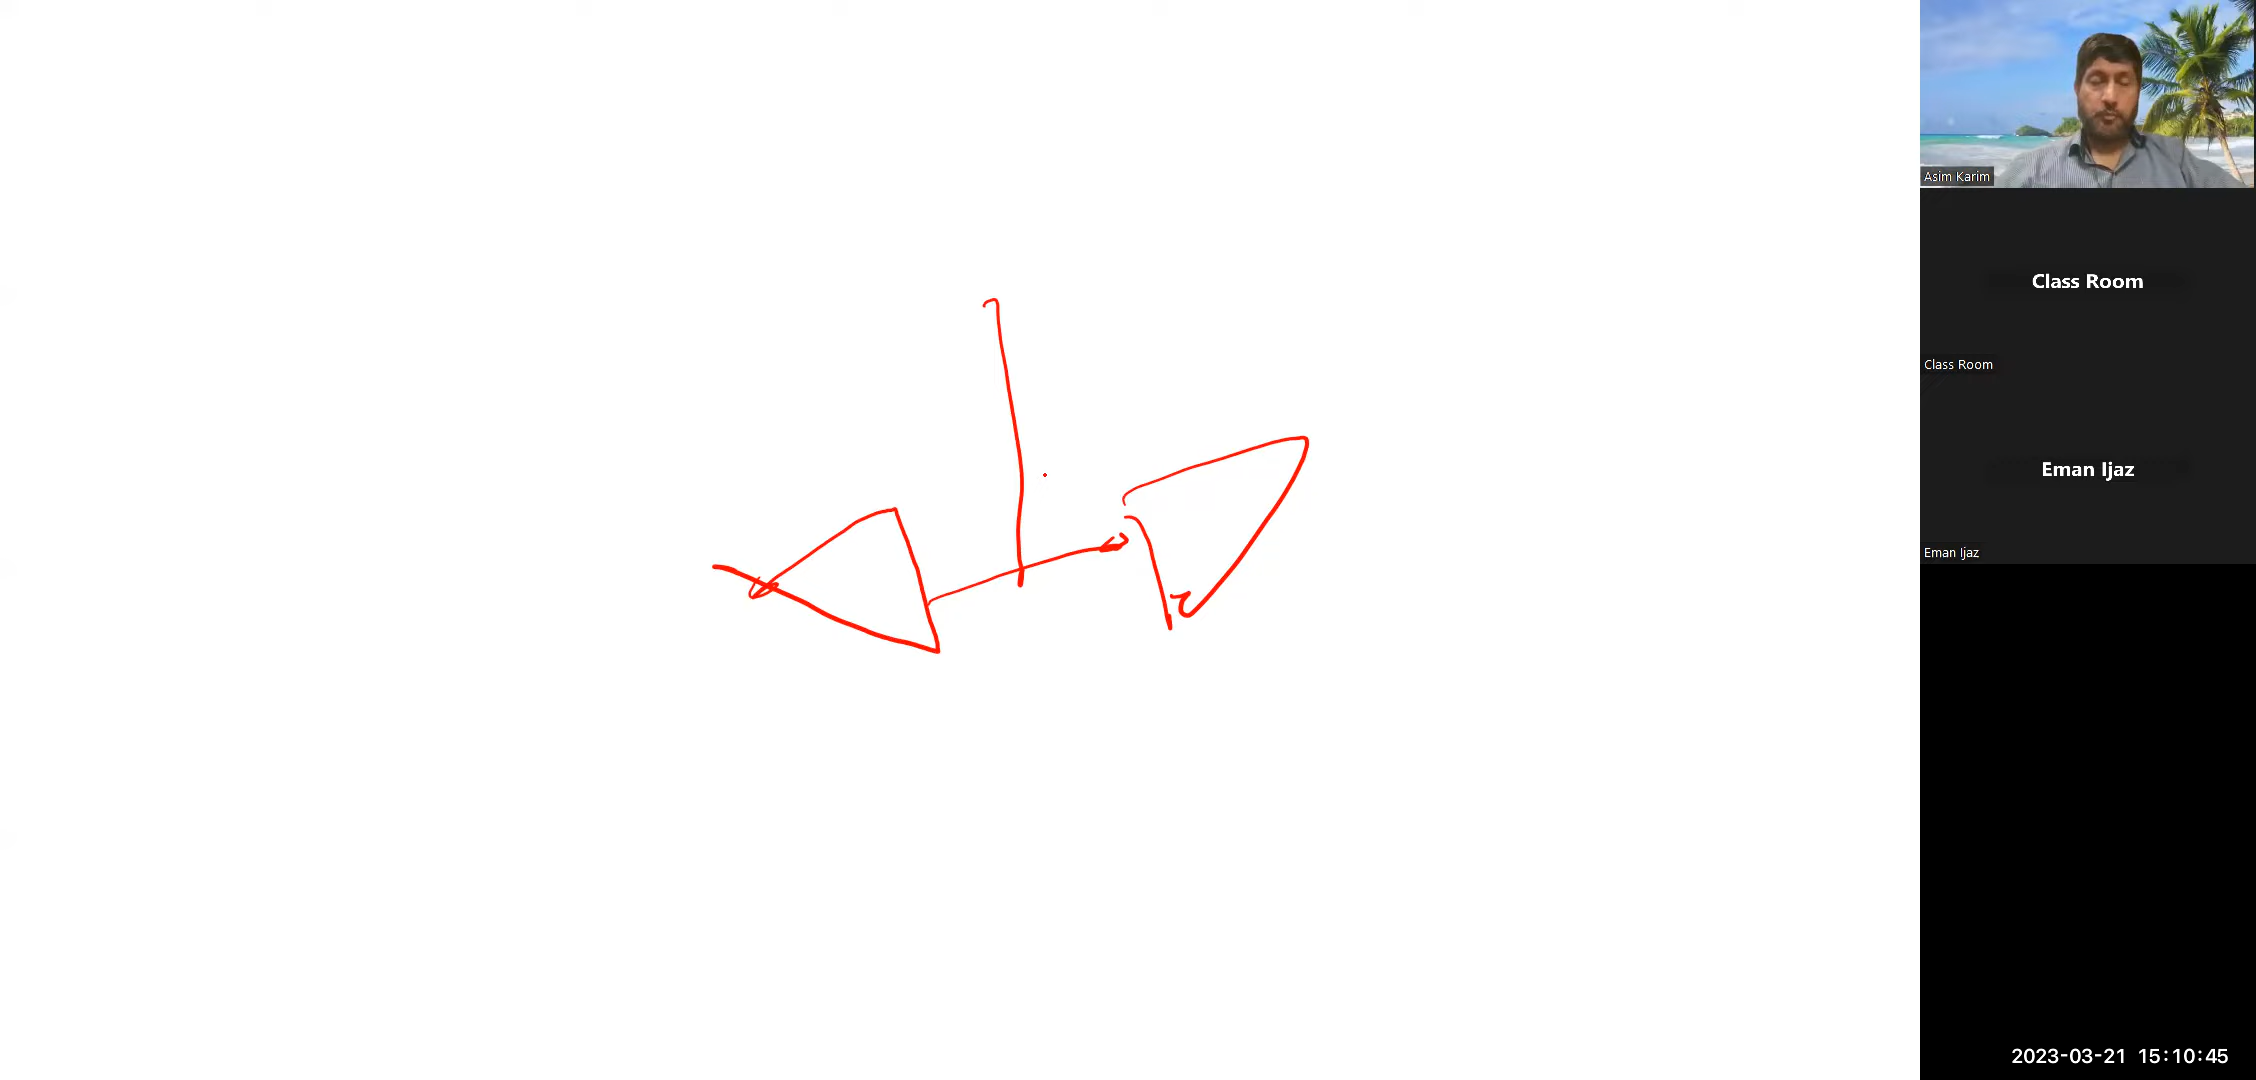 Asim Karim
Class Room
Class Room
Eman Ijaz
Eman Ijaz
2023-03-21 15:10:45